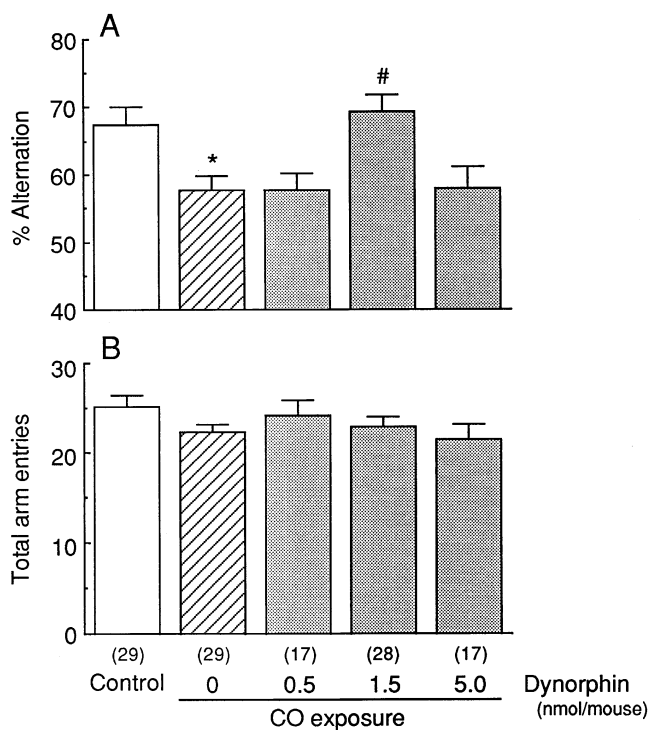 A
80
70
60
50
40
% Alternation
*
#
B
30
20
10
0
Total arm entries
(29) (29) (17) (28) (17)
Control 0 0.5 1.5 5.0 Dynorphin
(nmol/mouse)
CO exposure